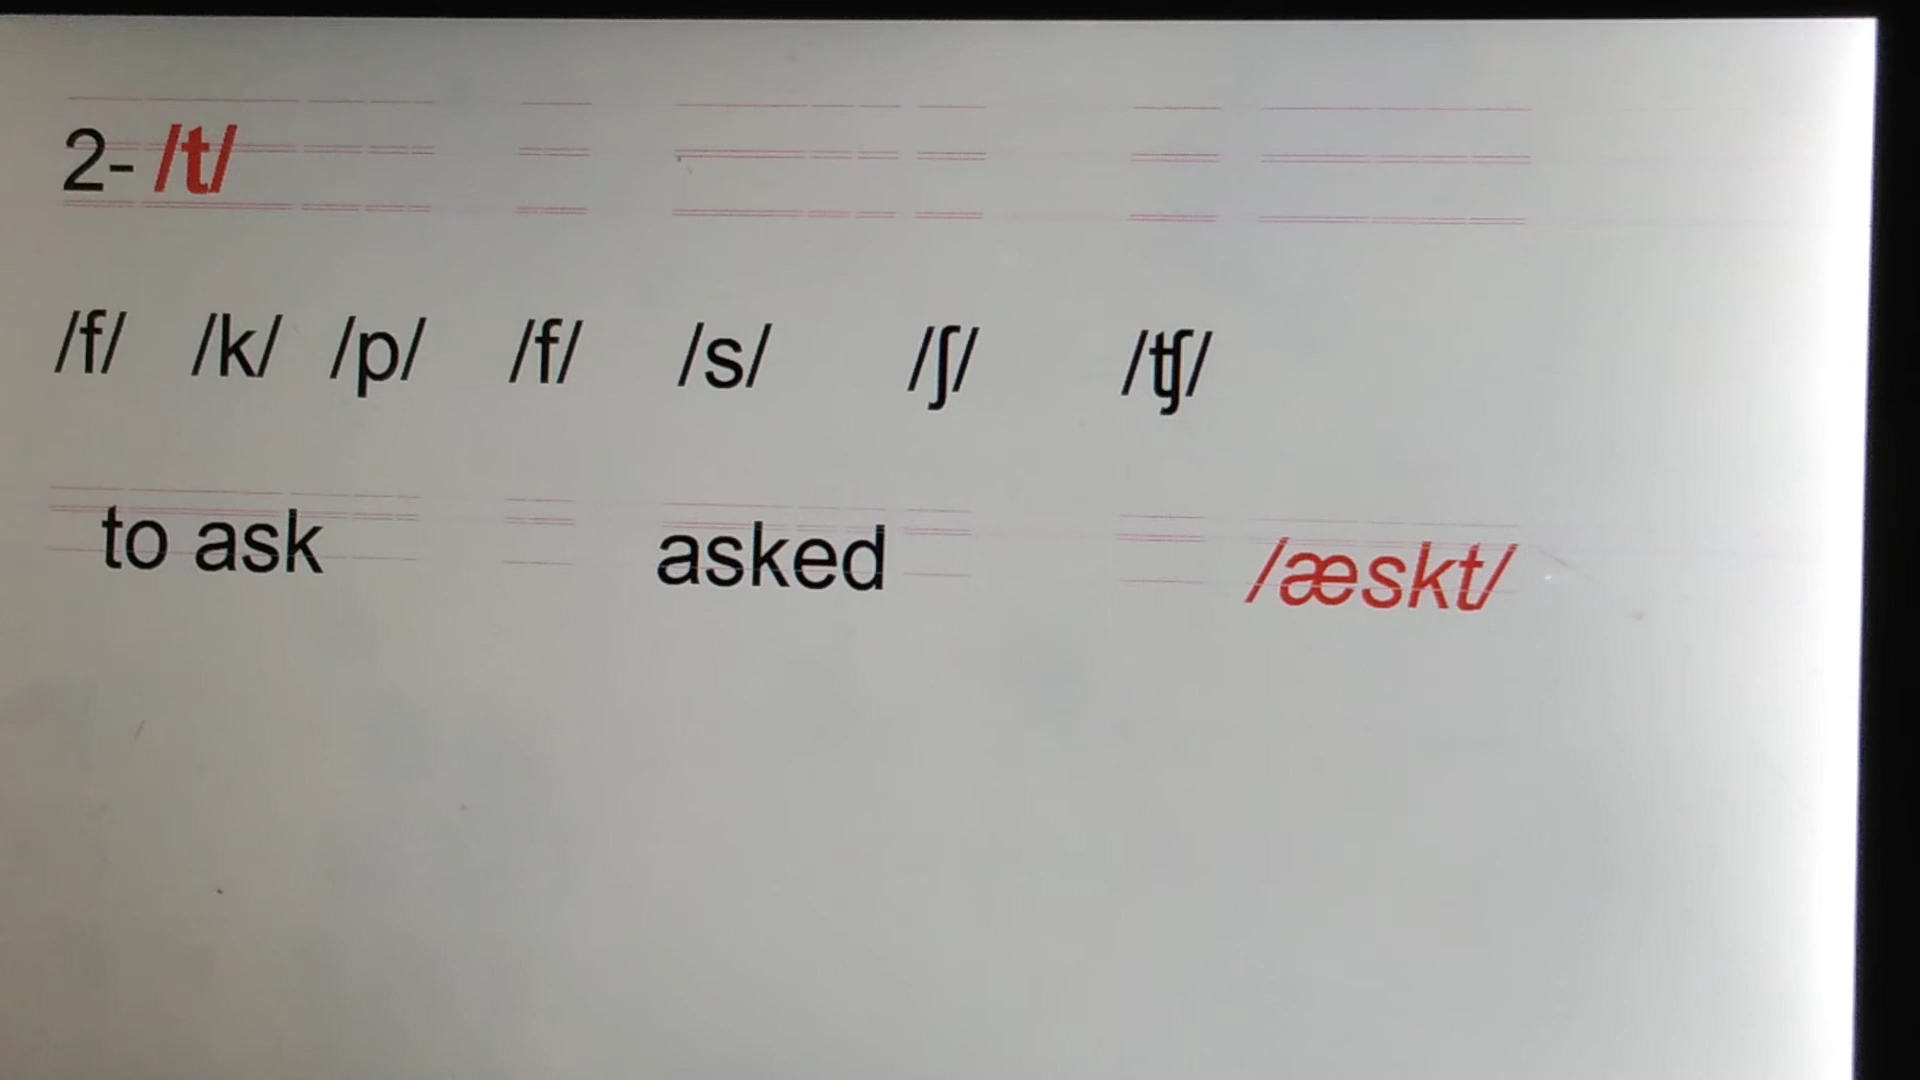 2- /t/
/f/ /k/ /p/ /f/ /s/ /ʃ/ /ʧ/
to ask asked /æskt/